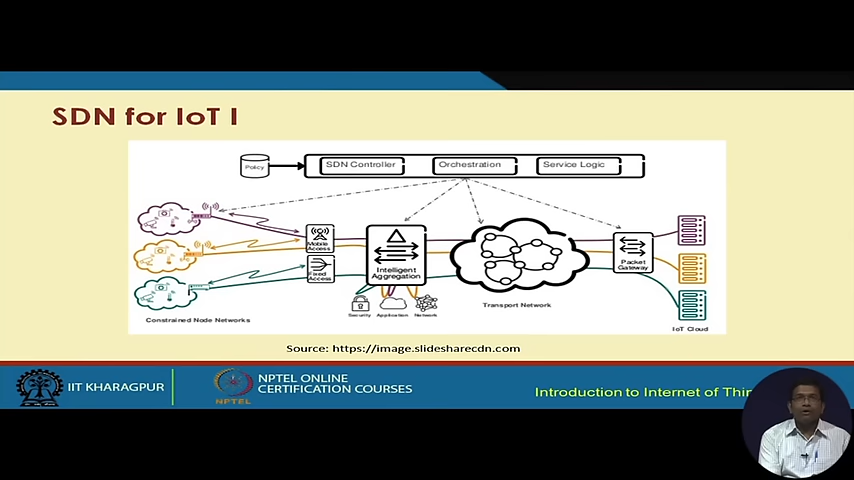 SDN for IoT I
Policy
SDN Controller
Orchestration
Service Logic
Mobile
Access
Fixed
Access
Intelligent
Aggregation
Packet
Gateway
Security
Application
Network
Transport Network
Constrained Node Networks
IoT Cloud
Source: https://image.slidesharecdn.com
IIT KHARAGPUR
NPTEL
NPTEL ONLINE
CERTIFICATION COURSES
Introduction to Internet of Thin